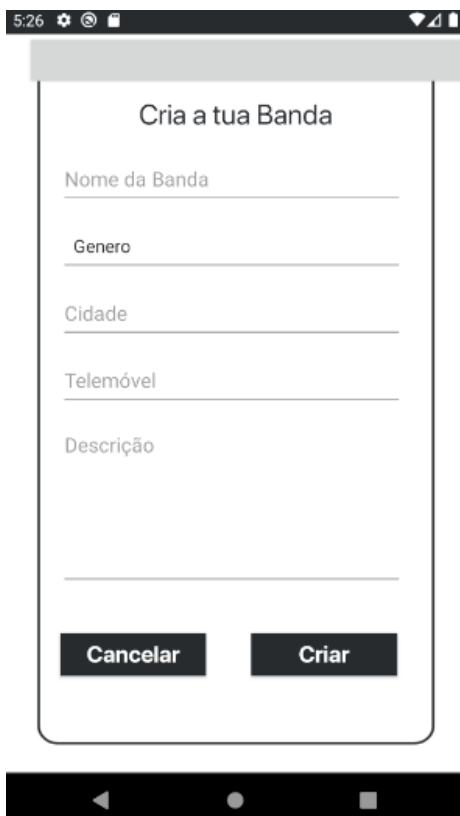 5:26
Cria a tua Banda
Nome da Banda
Genero
Cidade
Telemóvel
Descrição
Cancelar Criar